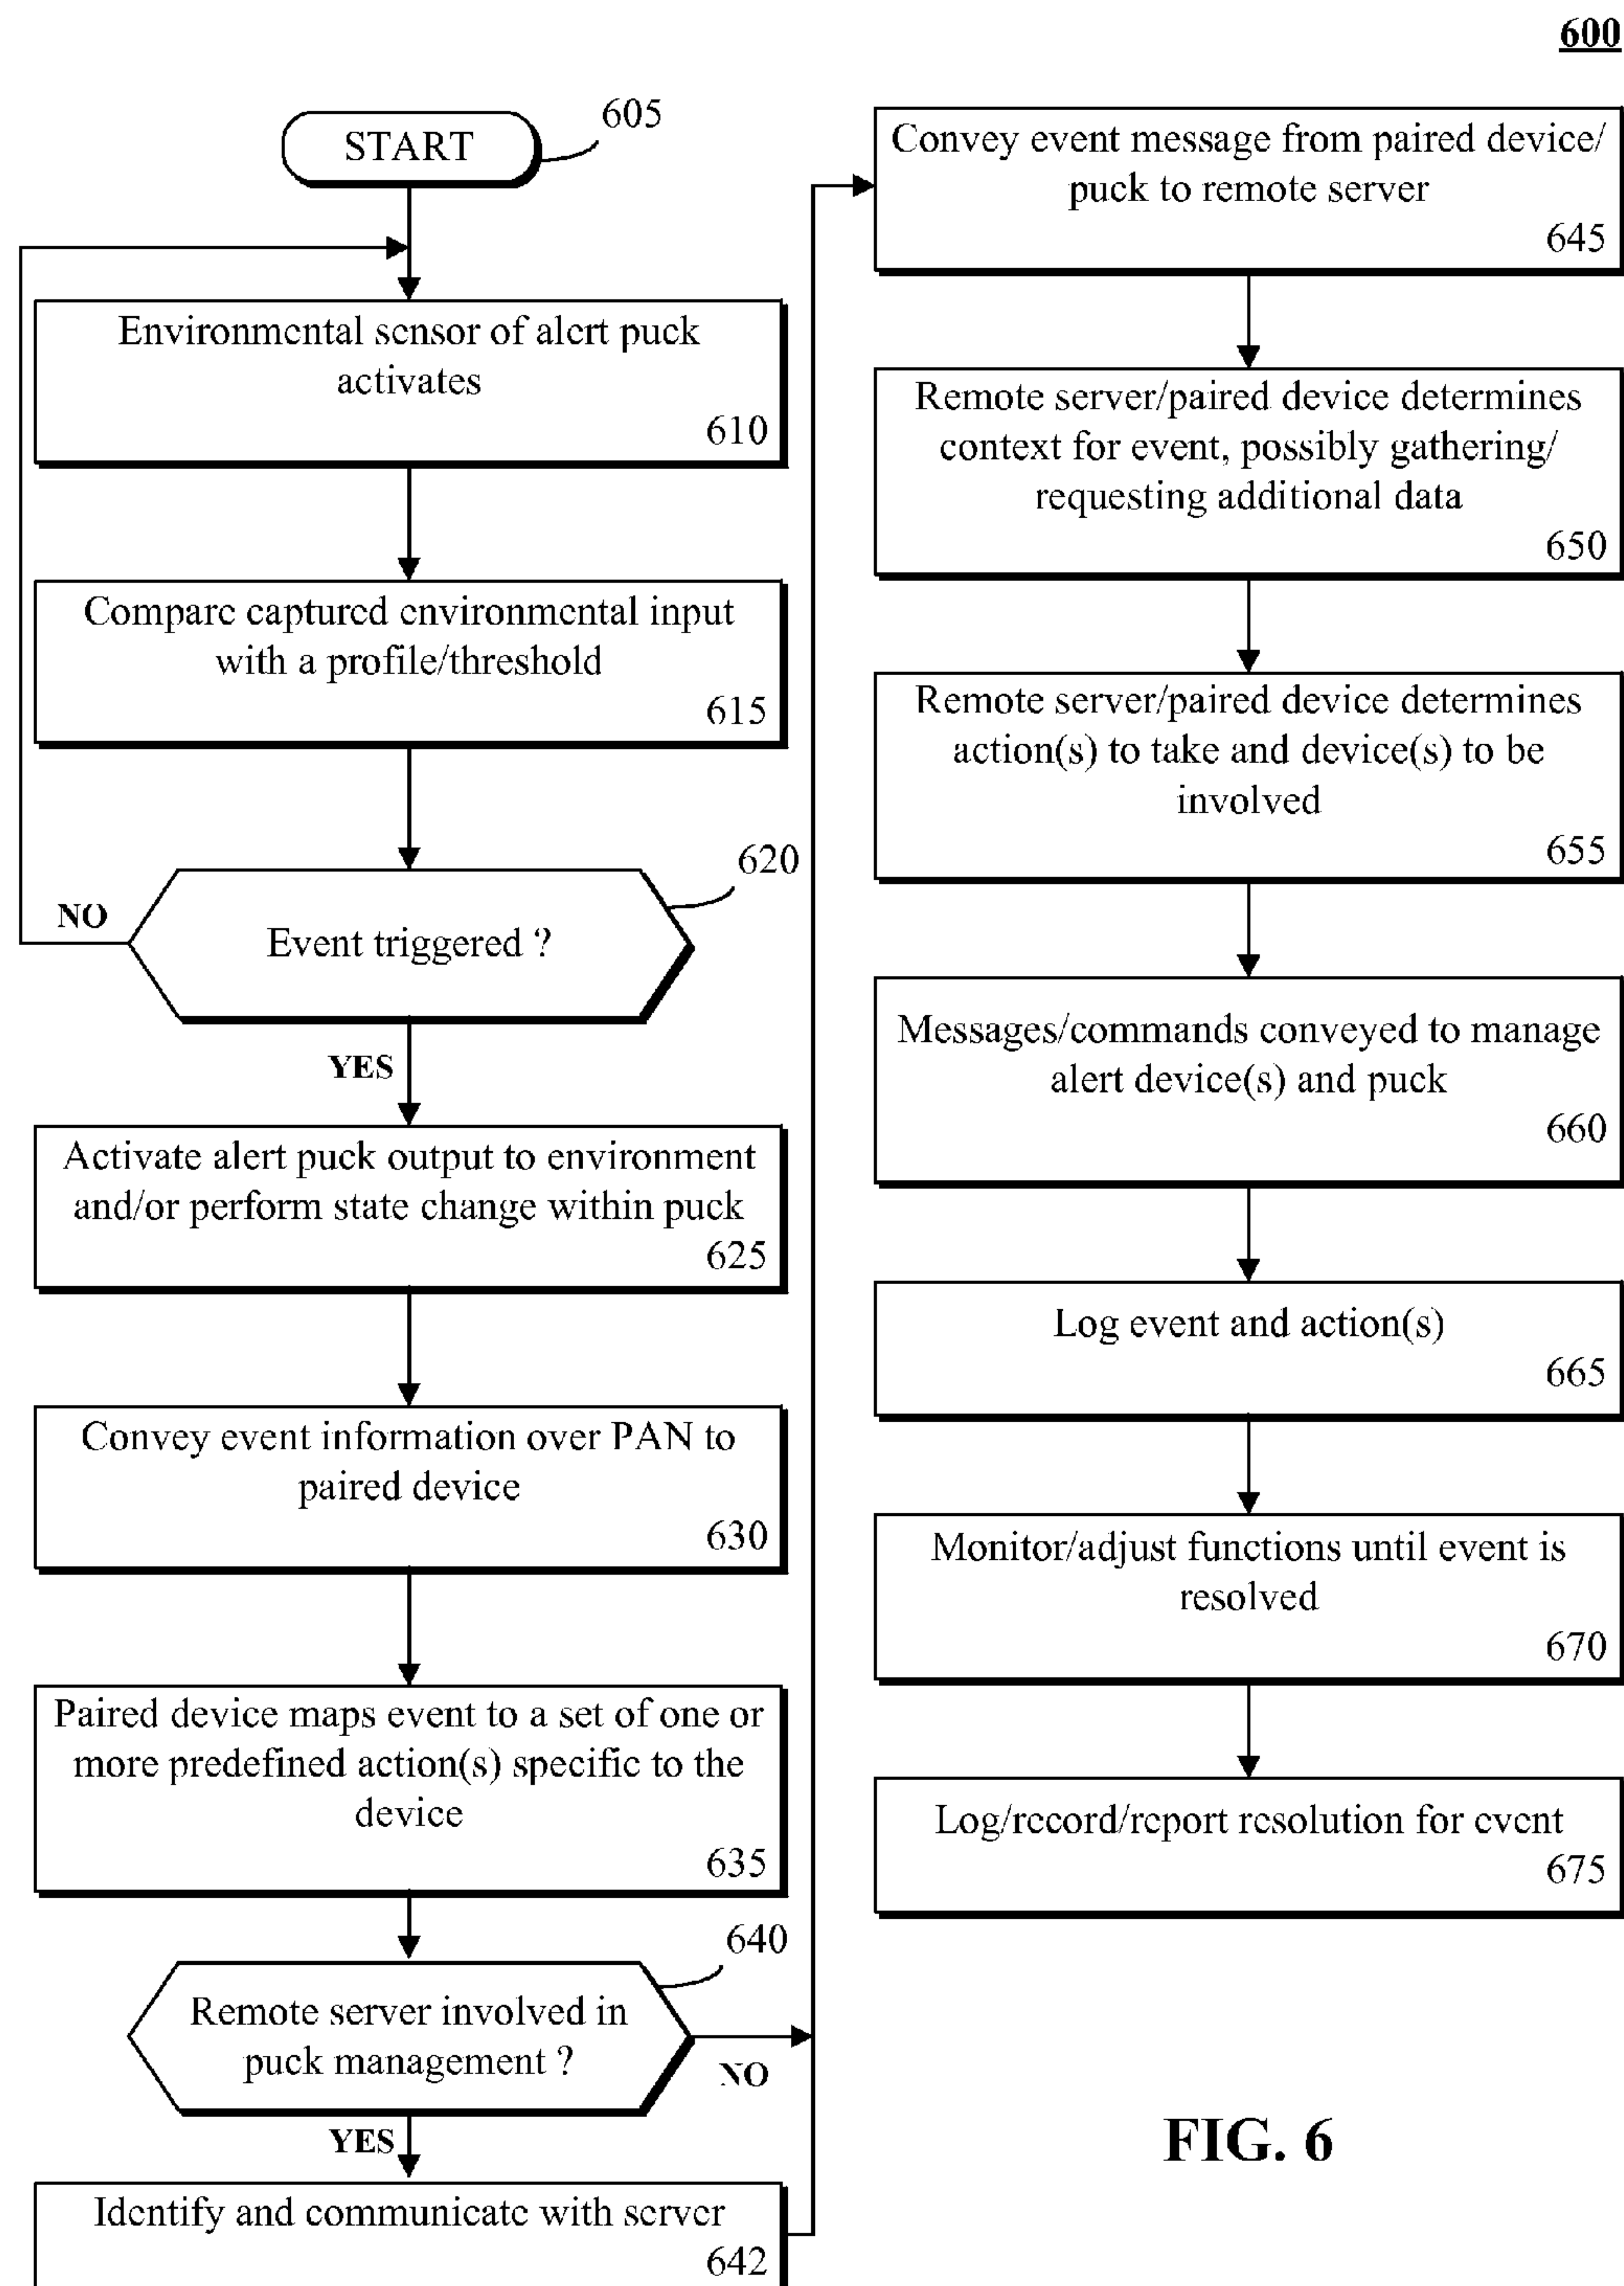 600
START
605
Environmental sensor of alert puck
activates
610
Compare captured environmental input
with a profile/threshold
615
620
NO
Event triggered ?
YES
Activate alert puck output to environment
and/or perform state change within puck
625
Convey event information over PAN to
paired device
630
Paired device maps event to a set of one or
more predefined action(s) specific to the
device
635
640
Remote server involved in
puck management ?
NO
YES
Identify and communicate with server
642
Convey event message from paired device/
puck to remote server
645
Remote server/paired device determines
context for event, possibly gathering/
requesting additional data
650
Remote server/paired device determines
action(s) to take and device(s) to be
involved
655
Messages/commands conveyed to manage
alert device(s) and puck
660
Log event and action(s)
665
Monitor/adjust functions until event is
resolved
670
Log/record/report resolution for event
675
FIG. 6